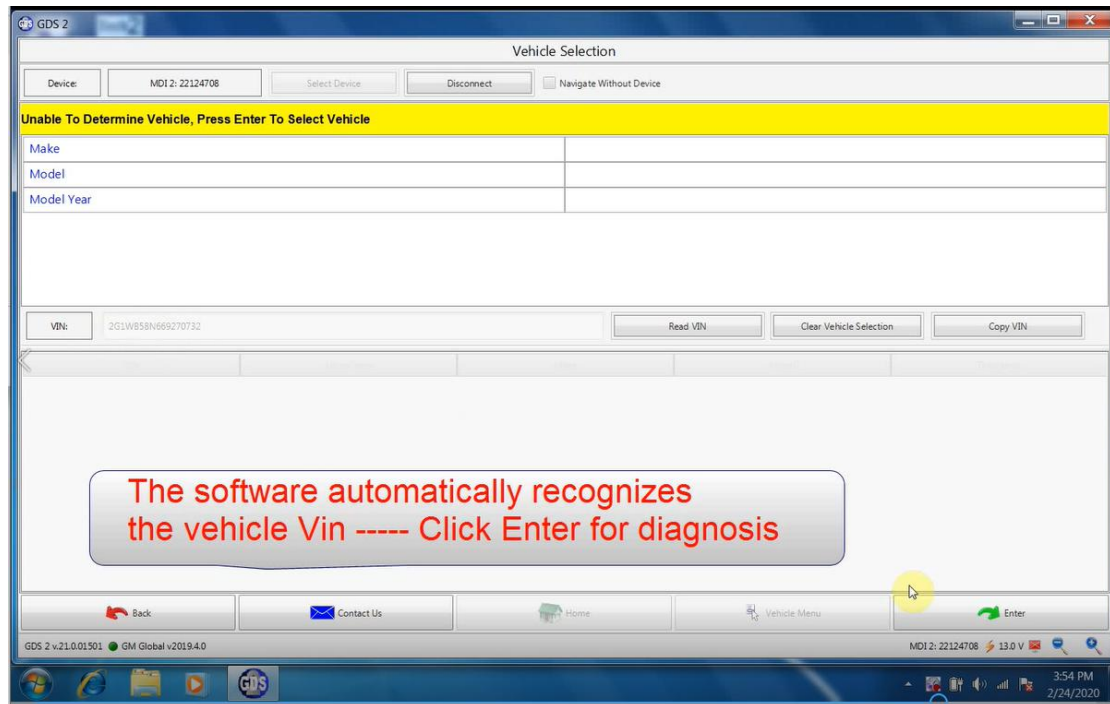 GDS 2
Vehicle Selection
Device:
MDI 2: 22124708
Select Device
Disconnect
Navigate Without Device
Unable To Determine Vehicle, Press Enter To Select Vehicle
Make
Model
Model Year
VIN:
2G1WB58N669270732
Read VIN
Clear Vehicle Selection
Copy VIN
The software automatically recognizes
the vehicle Vin ----- Click Enter for diagnosis
Back
Contact Us
Home
Vehicle Menu
Enter
GDS 2 v.21.0.01501
GM Global v2019.4.0
MDI 2: 22124708
13.0 V
GDS
3:54 PM
2/24/2020